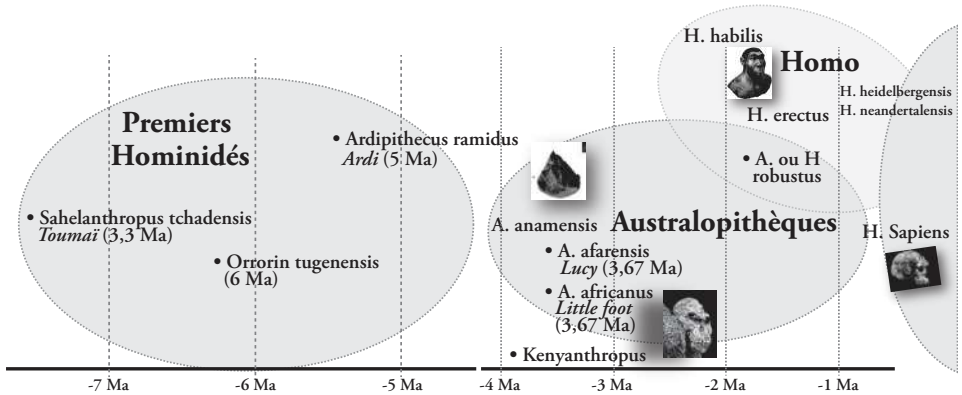 Premiers
Hominidés
• Ardipithecus ramidus
Ardi (5 Ma)
• Sahelanthropus tchadensis
Toumaï (3,3 Ma)
• Orrorin tugenensis
(6 Ma)
H. habilis
Homo
H. heidelbergensis
H. neandertalensis
H. erectus
• A. ou H
robustus
A. anamensis
Australopithèques
• A. afarensis
Lucy (3,67 Ma)
• A. africanus
Little foot
(3,67 Ma)
• Kenyanthropus
H. Sapiens
-7 Ma
-6 Ma
-5 Ma
-4 Ma
-3 Ma
-2 Ma
-1 Ma